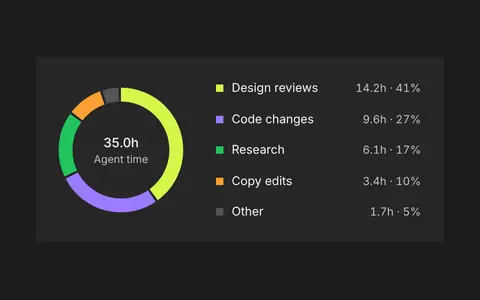 35.0h
Agent time
Design reviews 14.2h · 41%
Code changes 9.6h · 27%
Research 6.1h · 17%
Copy edits 3.4h · 10%
Other 1.7h · 5%